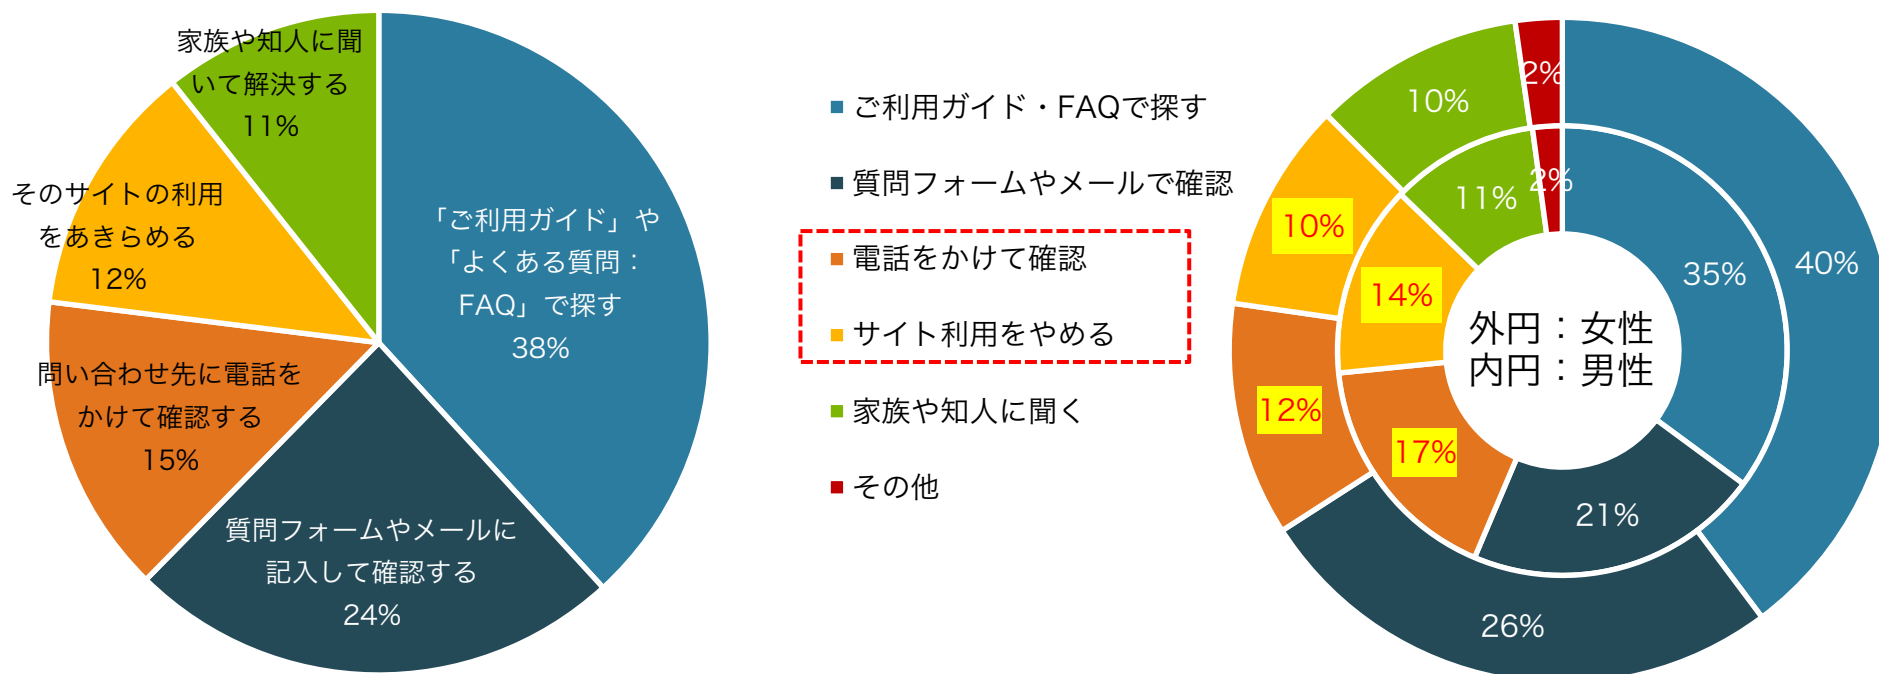 家族や知人に聞
いて解決する
11%
そのサイトの利用
をあきらめる
12%
問い合わせ先に電話を
かけて確認する
15%
質問フォームやメールに
記入して確認する
24%
「ご利用ガイド」や
「よくある質問：
FAQ」で探す
38%
ご利用ガイド・FAQで探す
質問フォームやメールで確認
電話をかけて確認
サイト利用をやめる
家族や知人に聞く
その他
2%
10%
10%
12%
26%
40%
2%
11%
14%
17%
21%
35%
外円：女性
内円：男性